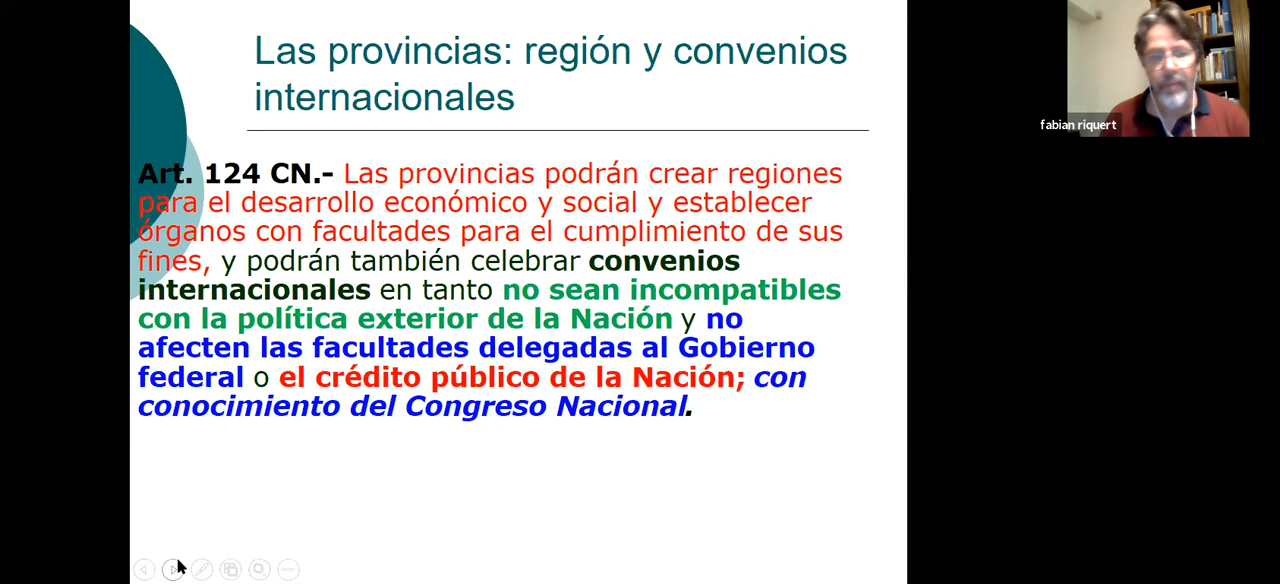 Las provincias: región y convenios
internacionales
fabian riquert
Art. 124 CN.- Las provincias podrán crear regiones
para el desarrollo económico y social y establecer
órganos con facultades para el cumplimiento de sus
fines, y podrán también celebrar convenios
internacionales en tanto no sean incompatibles
con la política exterior de la Nación y no
afecten las facultades delegadas al Gobierno
federal o el crédito público de la Nación; con
conocimiento del Congreso Nacional.